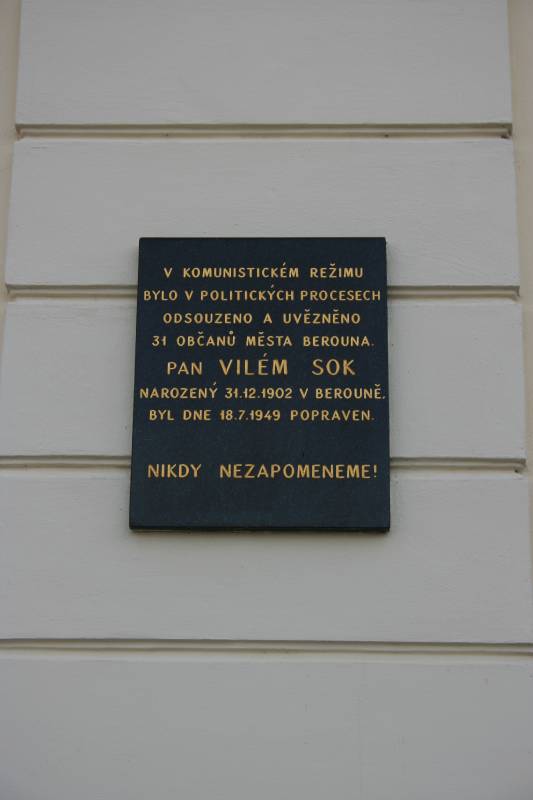 V KOMUNISTICKÉM REŽIMU
BYLO V POLITICKÝCH PROCESECH
ODSOUZENO A UVĚZNĚNO
31 OBČANŮ MĚSTA BEROUNA.
PAN VILÉM SOK
NAROZENÝ 31.12.1902 V BEROUNĚ,
BYL DNE 18.7.1949 POPRAVEN.
NIKDY NEZAPOMENEME!